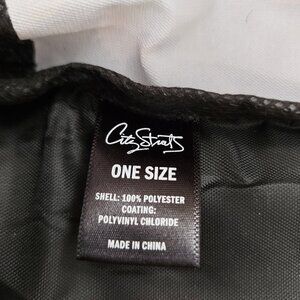 City Streets
ONE SIZE
SHELL: 100% POLYESTER
COATING:
POLYVINYL CHLORIDE
MADE IN CHINA